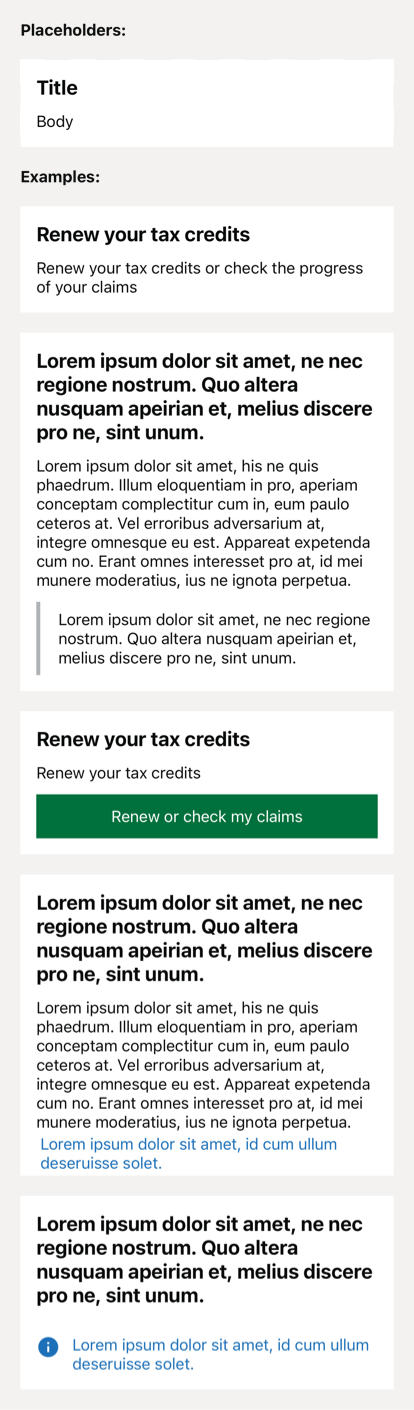 Placeholders:
Title
Body
Examples:
Renew your tax credits
Renew your tax credits or check the progress
of your claims
Lorem ipsum dolor sit amet, ne nec
regione nostrum. Quo altera
nusquam apeirian et, melius discere
pro ne, sint unum.
Lorem ipsum dolor sit amet, his ne quis
phaedrum. Illum eloquentiam in pro, aperiam
conceptam complectitur cum in, eum paulo
ceteros at. Vel erroribus adversarium at,
integre omnesque eu est. Appareat expetenda
cum no. Erant omnes interesset pro at, id mei
munere moderatius, ius ne ignota perpetua.
Lorem ipsum dolor sit amet, ne nec regione
nostrum. Quo altera nusquam apeirian et,
melius discere pro ne, sint unum.
Renew your tax credits
Renew your tax credits
Renew or check my claims
Lorem ipsum dolor sit amet, ne nec
regione nostrum. Quo altera
nusquam apeirian et, melius discere
pro ne, sint unum.
Lorem ipsum dolor sit amet, his ne quis
phaedrum. Illum eloquentiam in pro, aperiam
conceptam complectitur cum in, eum paulo
ceteros at. Vel erroribus adversarium at,
integre omnesque eu est. Appareat expetenda
cum no. Erant omnes interesset pro at, id mei
munere moderatius, ius ne ignota perpetua.
Lorem ipsum dolor sit amet, id cum ullum
deseruisse solet.
Lorem ipsum dolor sit amet, ne nec
regione nostrum. Quo altera
nusquam apeirian et, melius discere
pro ne, sint unum.
Lorem ipsum dolor sit amet, id cum ullum
deseruisse solet.